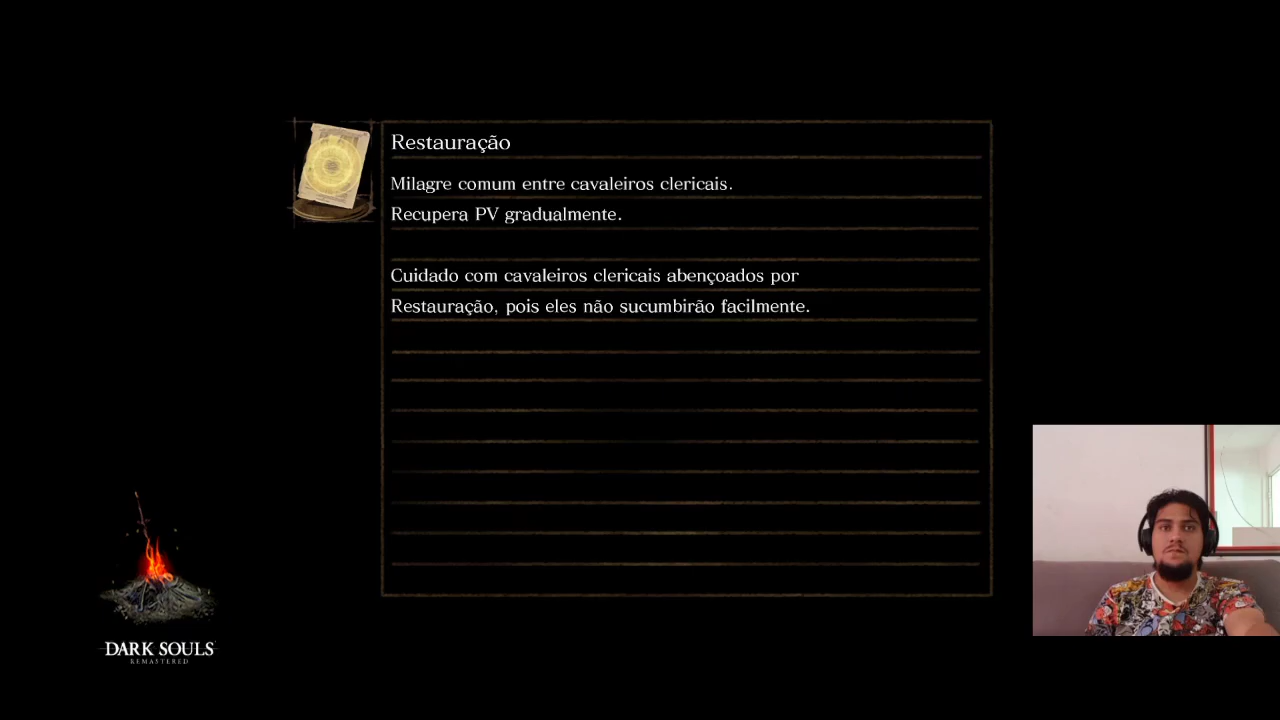 Restauração
Milagre comum entre cavaleiros clericais.
Recupera PV gradualmente.
Cuidado com cavaleiros clericais abençoados por
Restauração, pois eles não sucumbirão facilmente.
DARK SOULS
REMASTERED